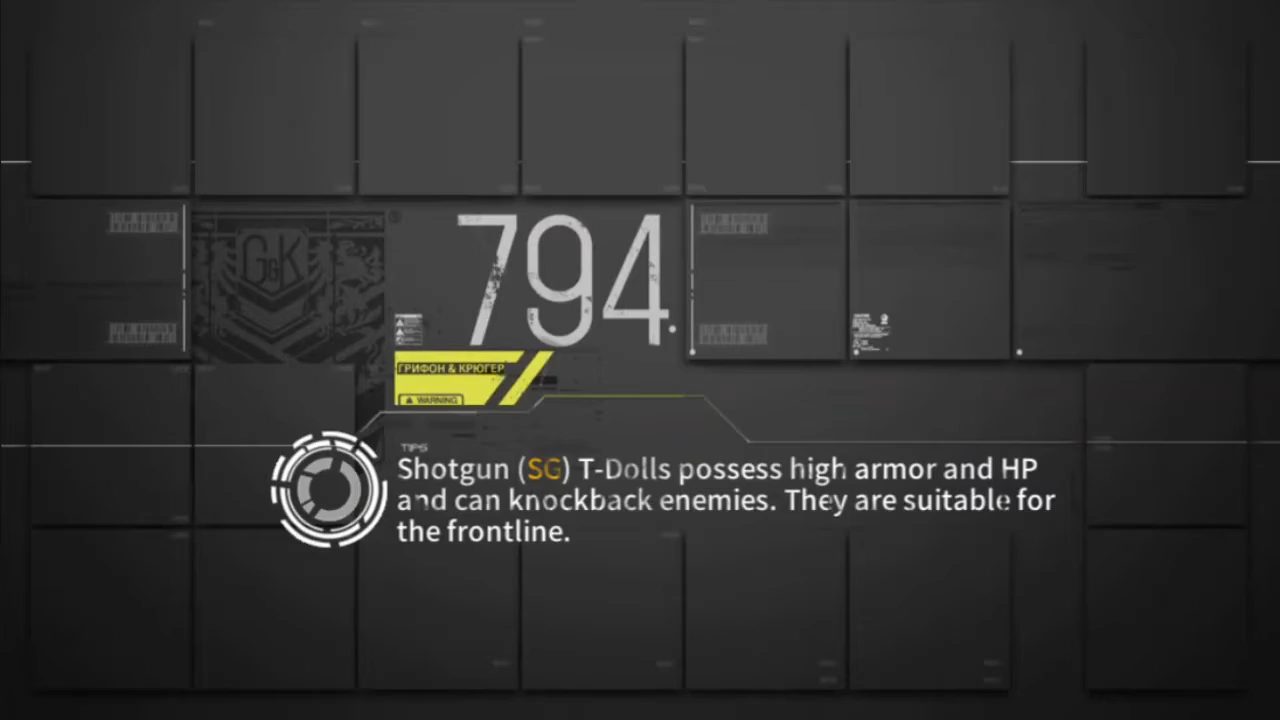 G&K
794.
ГРИФОН & КРЮГЕР
WARNING
TIPS
Shotgun (SG) T-Dolls possess high armor and HP
and can knockback enemies. They are suitable for
the frontline.